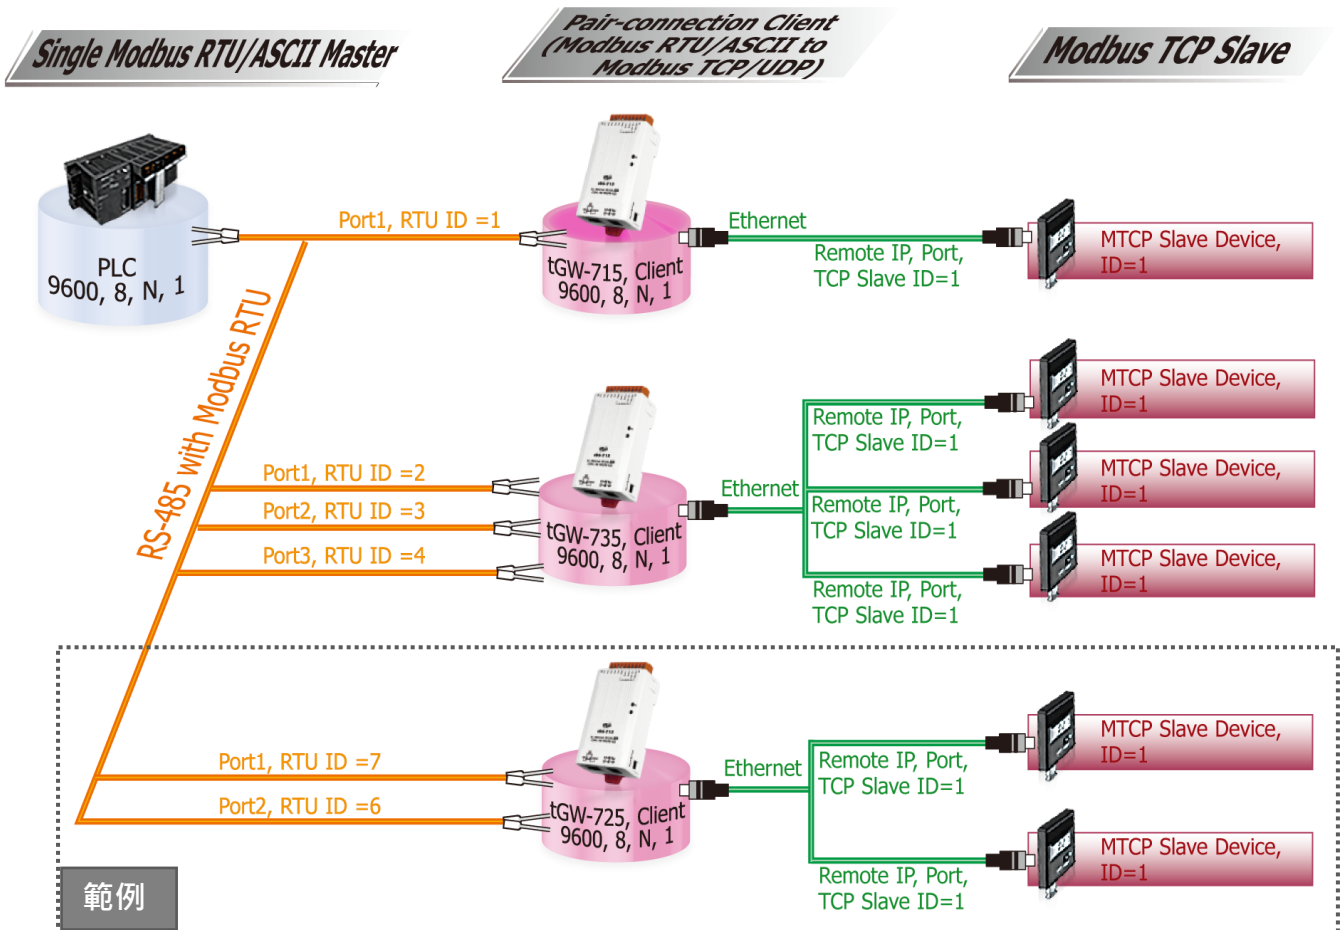 Single Modbus RTU/ASCII Master
Pair-connection Client
(Modbus RTU/ASCII to
Modbus TCP/UDP)
Modbus TCP Slave
PLC
9600, 8, N, 1
Port1, RTU ID =1
tGW-715, Client
9600, 8, N, 1
Ethernet
Remote IP, Port,
TCP Slave ID=1
MTCP Slave Device,
ID=1
RS-485 with Modbus RTU
Port1, RTU ID =2
Port2, RTU ID =3
Port3, RTU ID =4
tGW-735, Client
9600, 8, N, 1
Ethernet
Remote IP, Port,
TCP Slave ID=1
Remote IP, Port,
TCP Slave ID=1
Remote IP, Port,
TCP Slave ID=1
MTCP Slave Device,
ID=1
MTCP Slave Device,
ID=1
MTCP Slave Device,
ID=1
Port1, RTU ID =7
Port2, RTU ID =6
tGW-725, Client
9600, 8, N, 1
Ethernet
Remote IP, Port,
TCP Slave ID=1
Remote IP, Port,
TCP Slave ID=1
MTCP Slave Device,
ID=1
MTCP Slave Device,
ID=1
範例